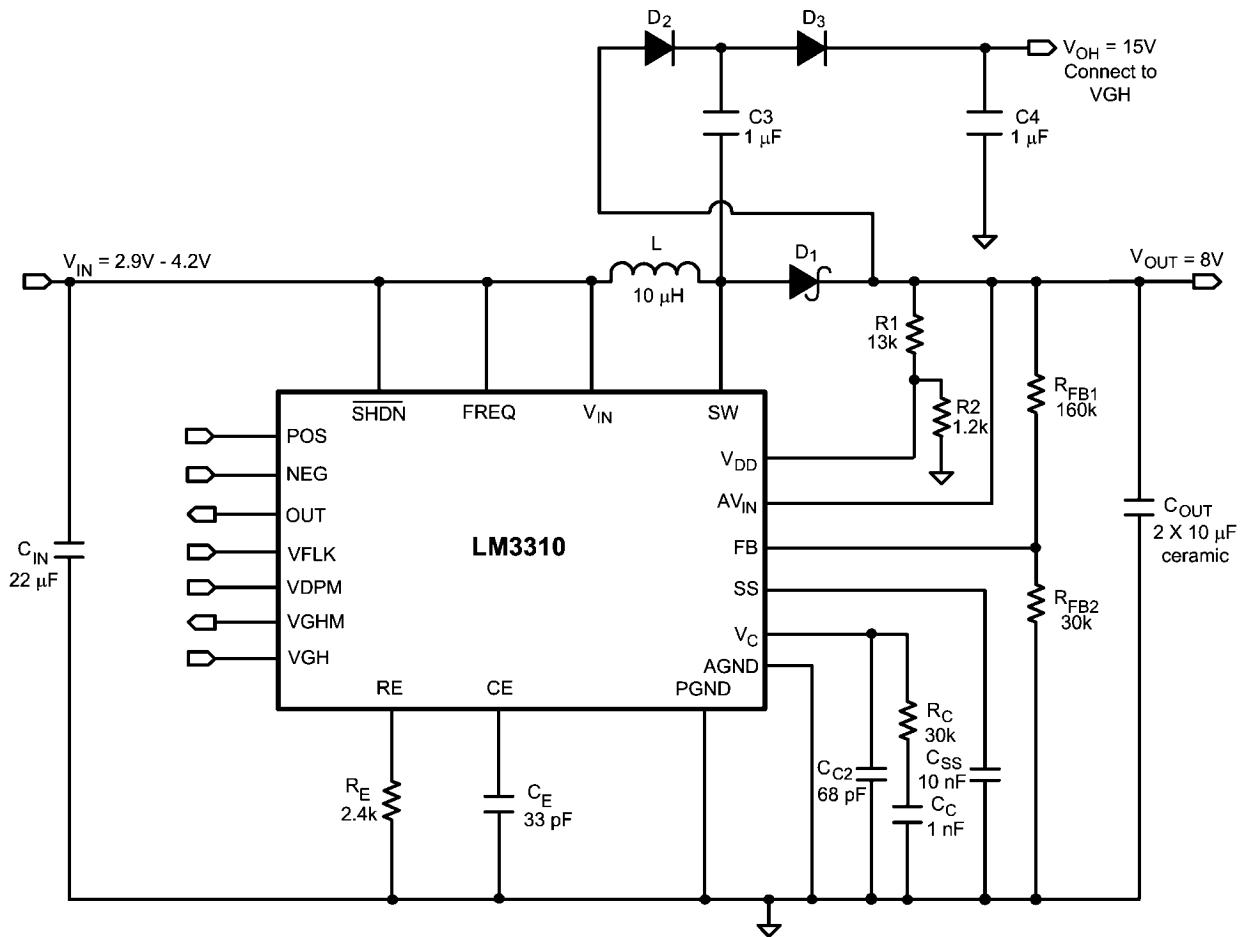 D2
D3
VOH = 15V
Connect to
VGH
C3
1 μF
C4
1 μF
VIN = 2.9V - 4.2V
L
10 μH
D1
VOUT = 8V
R1
13k
R2
1.2k
RFB1
160k
SHDN
FREQ
VIN
SW
POS
NEG
OUT
VFLK
VDPM
VGHM
VGH
LM3310
VDD
AVIN
FB
SS
VC
AGND
PGND
RE
CE
CIN
22 μF
COUT
2 X 10 μF
ceramic
RFB2
30k
RE
2.4k
CE
33 pF
CC2
68 pF
RC
30k
CSS
10 nF
CC
1 nF